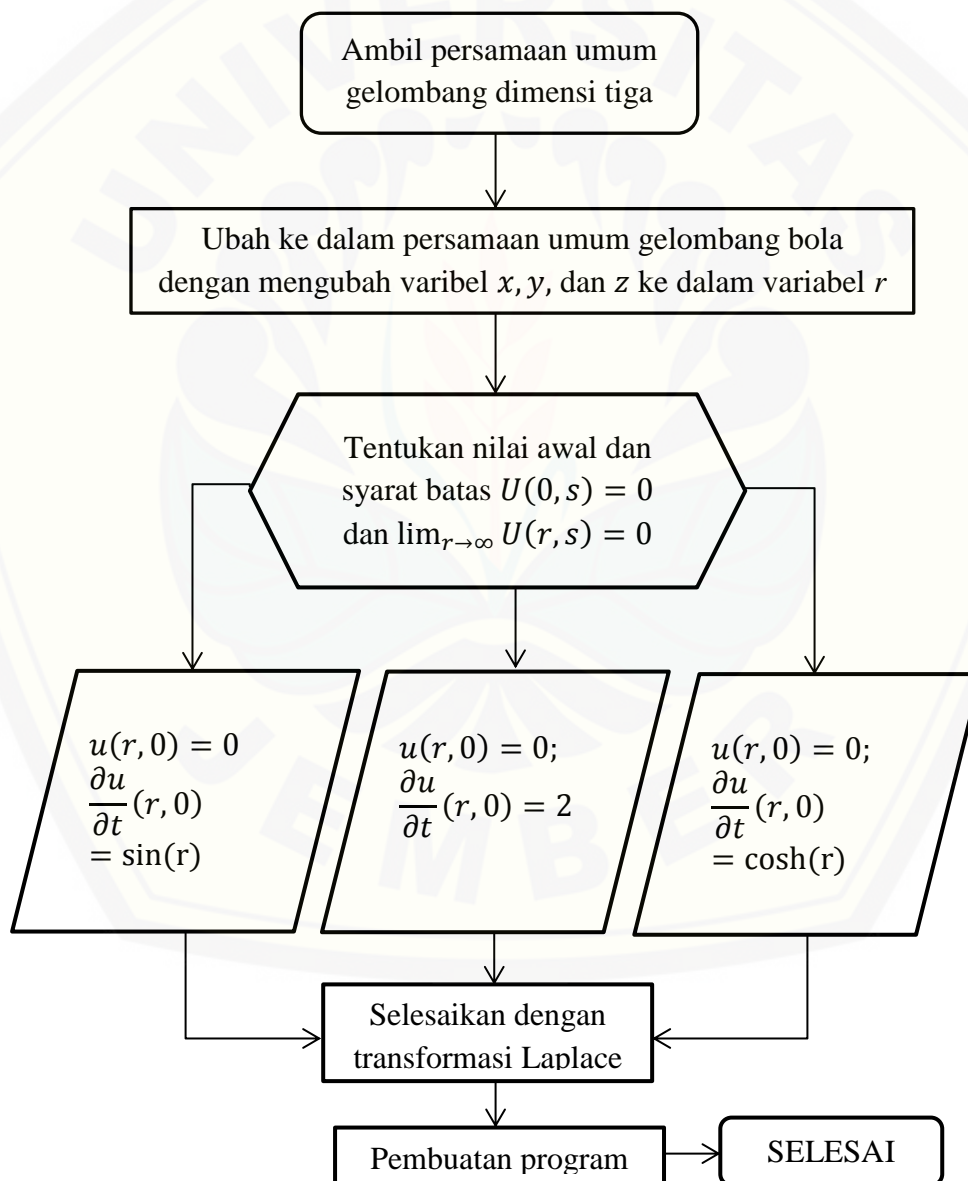 UNIVERSITAS
Ambil persamaan umum
gelombang dimensi tiga
Ubah ke dalam persamaan umum gelombang bola
dengan mengubah varibel x, y, dan z ke dalam variabel r
Tentukan nilai awal dan
syarat batas U(0, s) = 0
dan lim_{r→∞} U(r, s) = 0
u(r, 0) = 0
∂u/∂t (r, 0)
= sin(r)
u(r, 0) = 0;
∂u/∂t (r, 0) = 2
u(r, 0) = 0;
∂u/∂t (r, 0)
= cosh(r)
JEMBER
Selesaikan dengan
transformasi Laplace
Pembuatan program
SELESAI